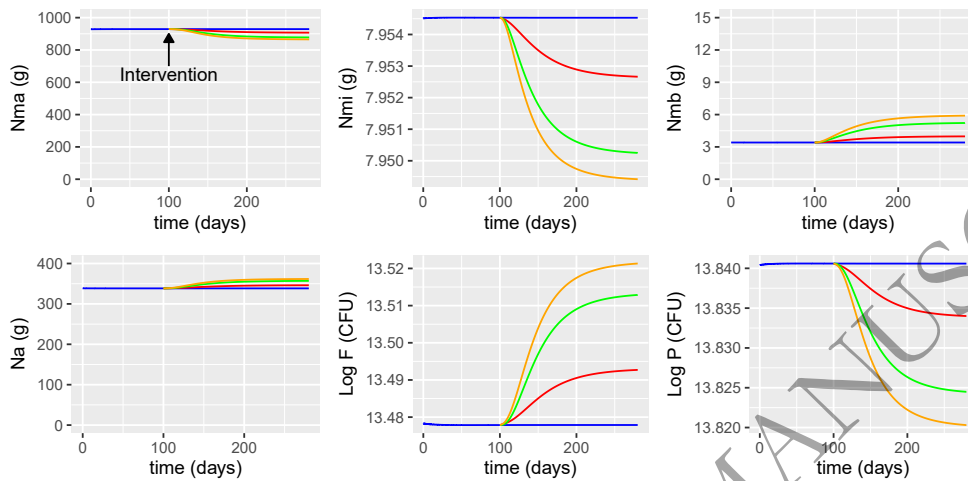 Nma (g)
1000
800
600
400
200
0
Intervention
0 100 200
time (days)
Nmi (g)
7.954
7.953
7.952
7.951
7.950
0 100 200
time (days)
Nmb (g)
15
12
9
6
3
0
0 100 200
time (days)
Na (g)
400
300
200
100
0
0 100 200
time (days)
Log F (CFU)
13.52
13.51
13.50
13.49
13.48
0 100 200
time (days)
Log P (CFU)
13.840
13.835
13.830
13.825
13.820
0 100 200
time (days)
MANUSC